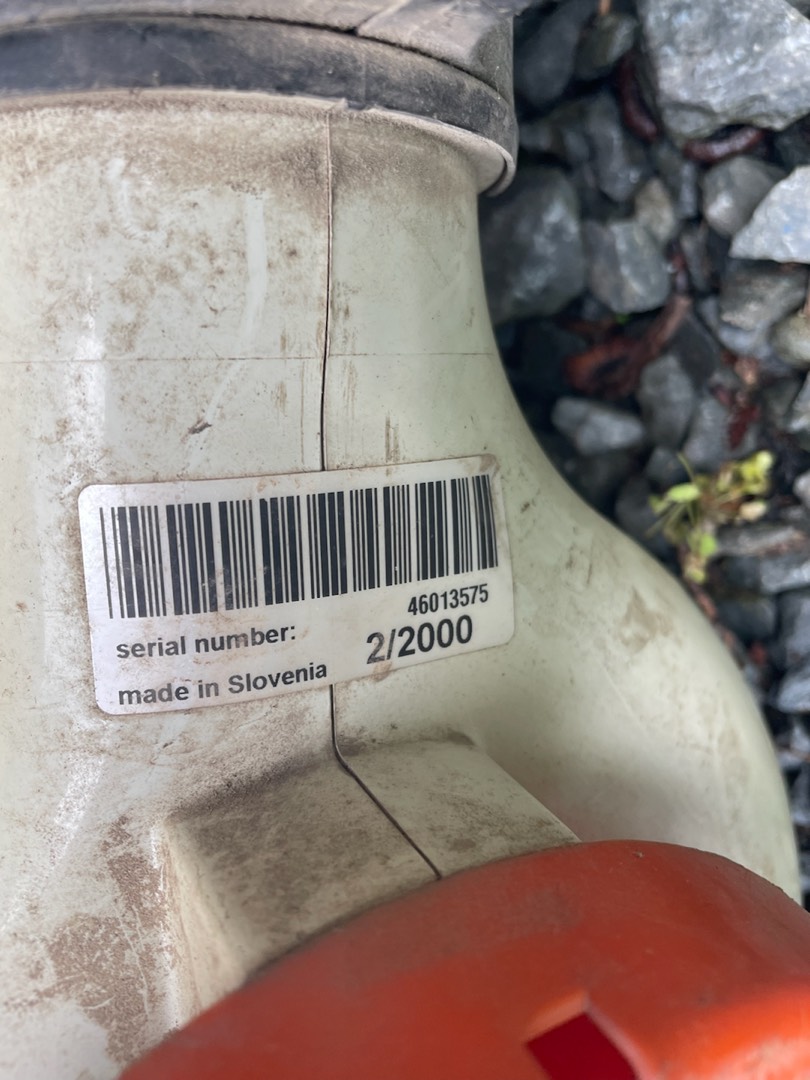 46013575
serial number: 2/2000
made in Slovenia